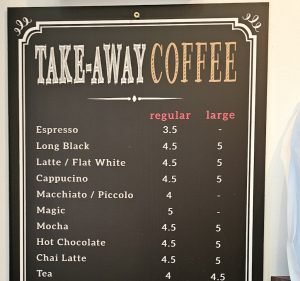 TAKE-AWAY COFFEE
regular large
Espresso 3.5 -
Long Black 4.5 5
Latte / Flat White 4.5 5
Cappucino 4.5 5
Macchiato / Piccolo 4 -
Magic 5 -
Mocha 4.5 5
Hot Chocolate 4.5 5
Chai Latte 4.5 5
Tea 4 4.5